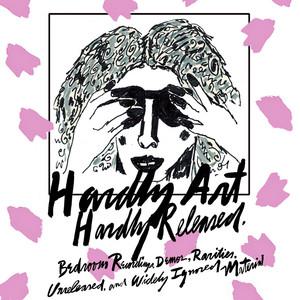 Hardly Art
Hardly Released.
Bedroom Recordings, Demos, Rarities,
Unreleased, and Widely Ignored Material